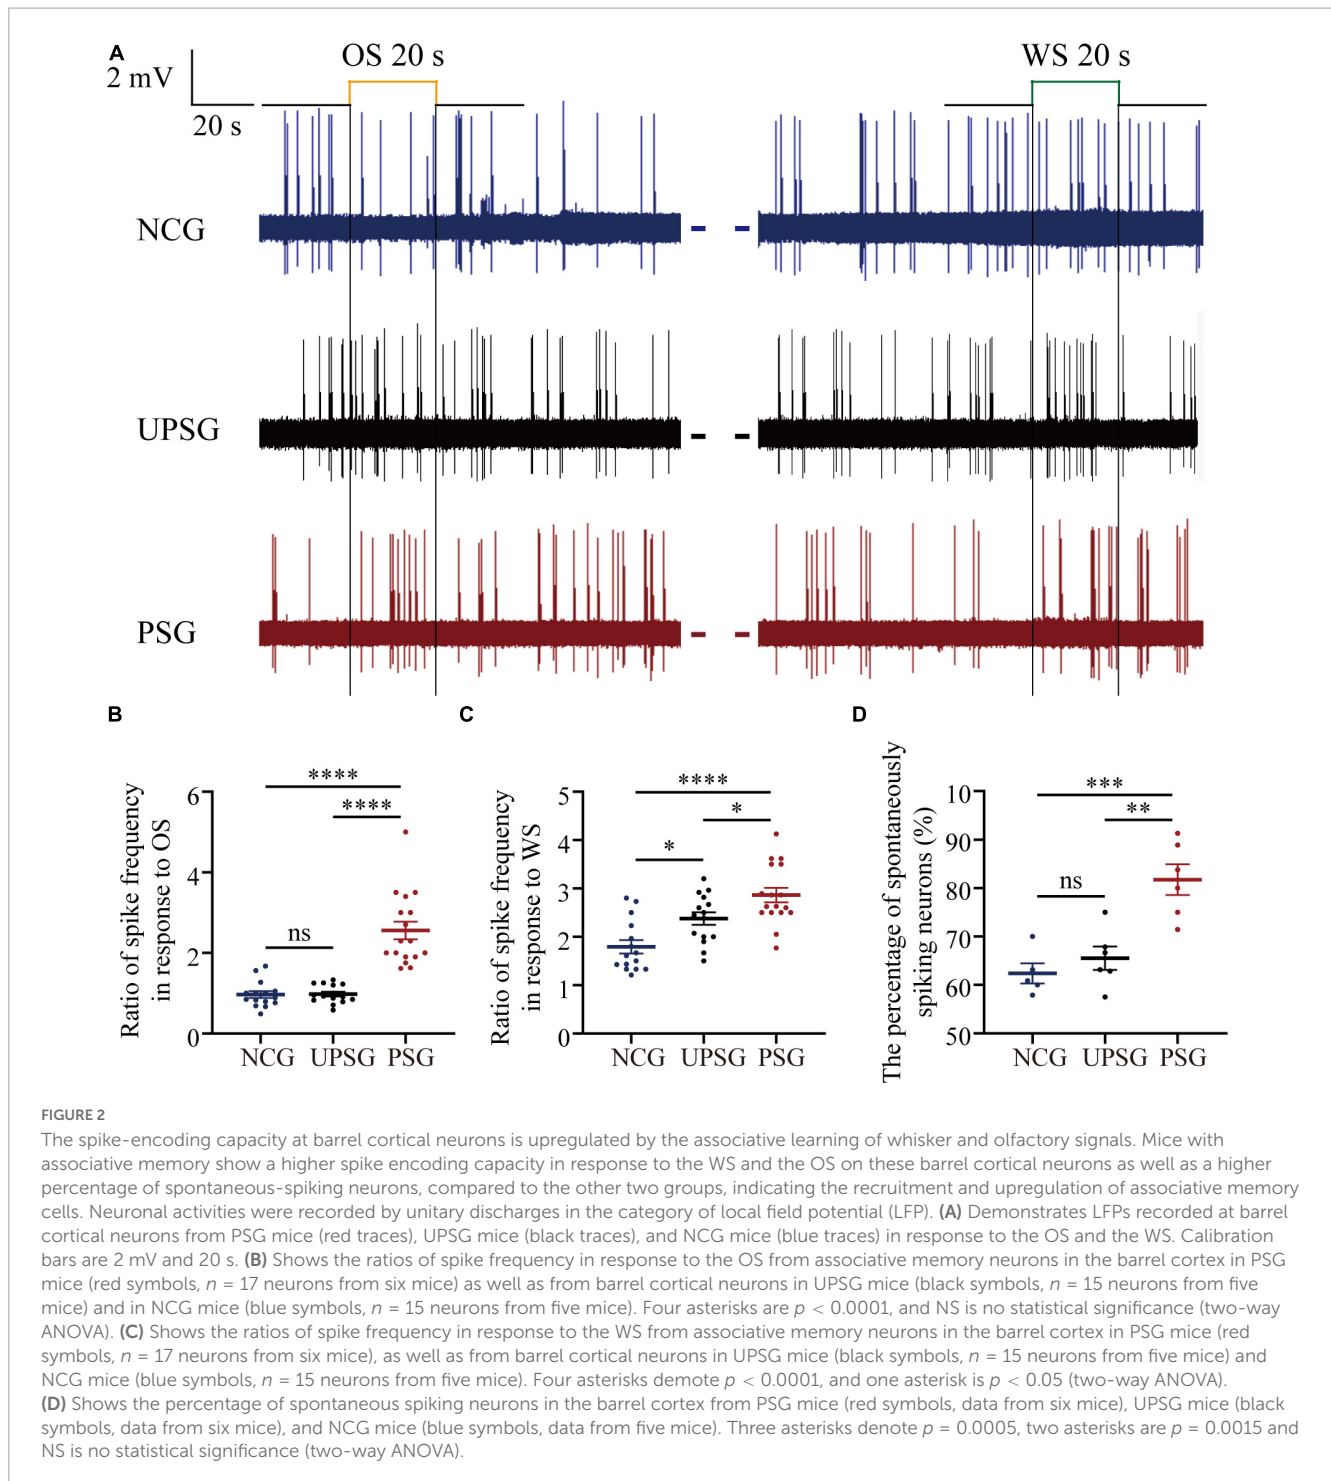 A
2 mV
20 s
OS 20 s
WS 20 s
NCG
UPSG
PSG
B
Ratio of spike frequency
in response to OS
6
4
2
0
****
****
ns
NCG UPSG PSG
C
Ratio of spike frequency
in response to WS
5
4
3
2
1
0
****
*
*
NCG UPSG PSG
D
The percentage of spontaneously
spiking neurons (%)
10
90
80
70
60
50
***
**
ns
NCG UPSG PSG
FIGURE 2
The spike-encoding capacity at barrel cortical neurons is upregulated by the associative learning of whisker and olfactory signals. Mice with
associative memory show a higher spike encoding capacity in response to the WS and the OS on these barrel cortical neurons as well as a higher
percentage of spontaneous-spiking neurons, compared to the other two groups, indicating the recruitment and upregulation of associative memory
cells. Neuronal activities were recorded by unitary discharges in the category of local field potential (LFP). (A) Demonstrates LFPs recorded at barrel
cortical neurons from PSG mice (red traces), UPSG mice (black traces), and NCG mice (blue traces) in response to the OS and the WS. Calibration
bars are 2 mV and 20 s. (B) Shows the ratios of spike frequency in response to the OS from associative memory neurons in the barrel cortex in PSG
mice (red symbols, n = 17 neurons from six mice) as well as from barrel cortical neurons in UPSG mice (black symbols, n = 15 neurons from five
mice) and in NCG mice (blue symbols, n = 15 neurons from five mice). Four asterisks are p < 0.0001, and NS is no statistical significance (two-way
ANOVA). (C) Shows the ratios of spike frequency in response to the WS from associative memory neurons in the barrel cortex in PSG mice (red
symbols, n = 17 neurons from six mice), as well as from barrel cortical neurons in UPSG mice (black symbols, n = 15 neurons from five mice) and
NCG mice (blue symbols, n = 15 neurons from five mice). Four asterisks demote p < 0.0001, and one asterisk is p < 0.05 (two-way ANOVA).
(D) Shows the percentage of spontaneous spiking neurons in the barrel cortex from PSG mice (red symbols, data from six mice), UPSG mice (black
symbols, data from six mice), and NCG mice (blue symbols, data from five mice). Three asterisks denote p = 0.0005, two asterisks are p = 0.0015 and
NS is no statistical significance (two-way ANOVA).